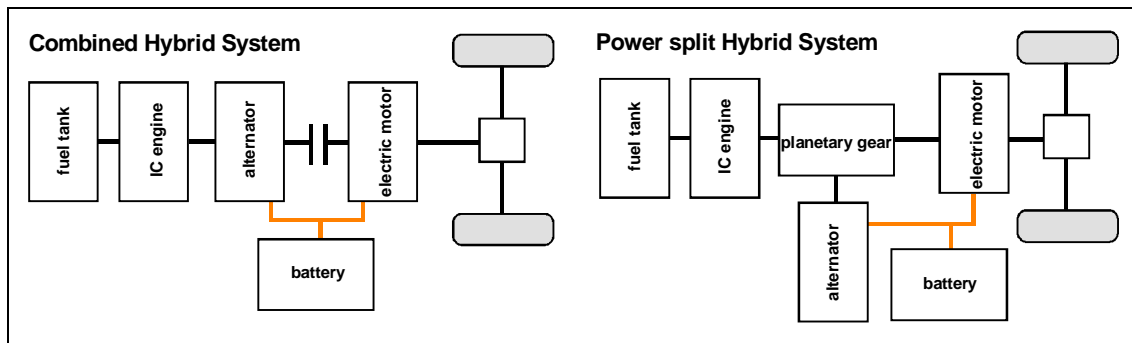 Combined Hybrid System
fuel tank
IC engine
alternator
electric motor
battery
Power split Hybrid System
fuel tank
IC engine
planetary gear
electric motor
alternator
battery